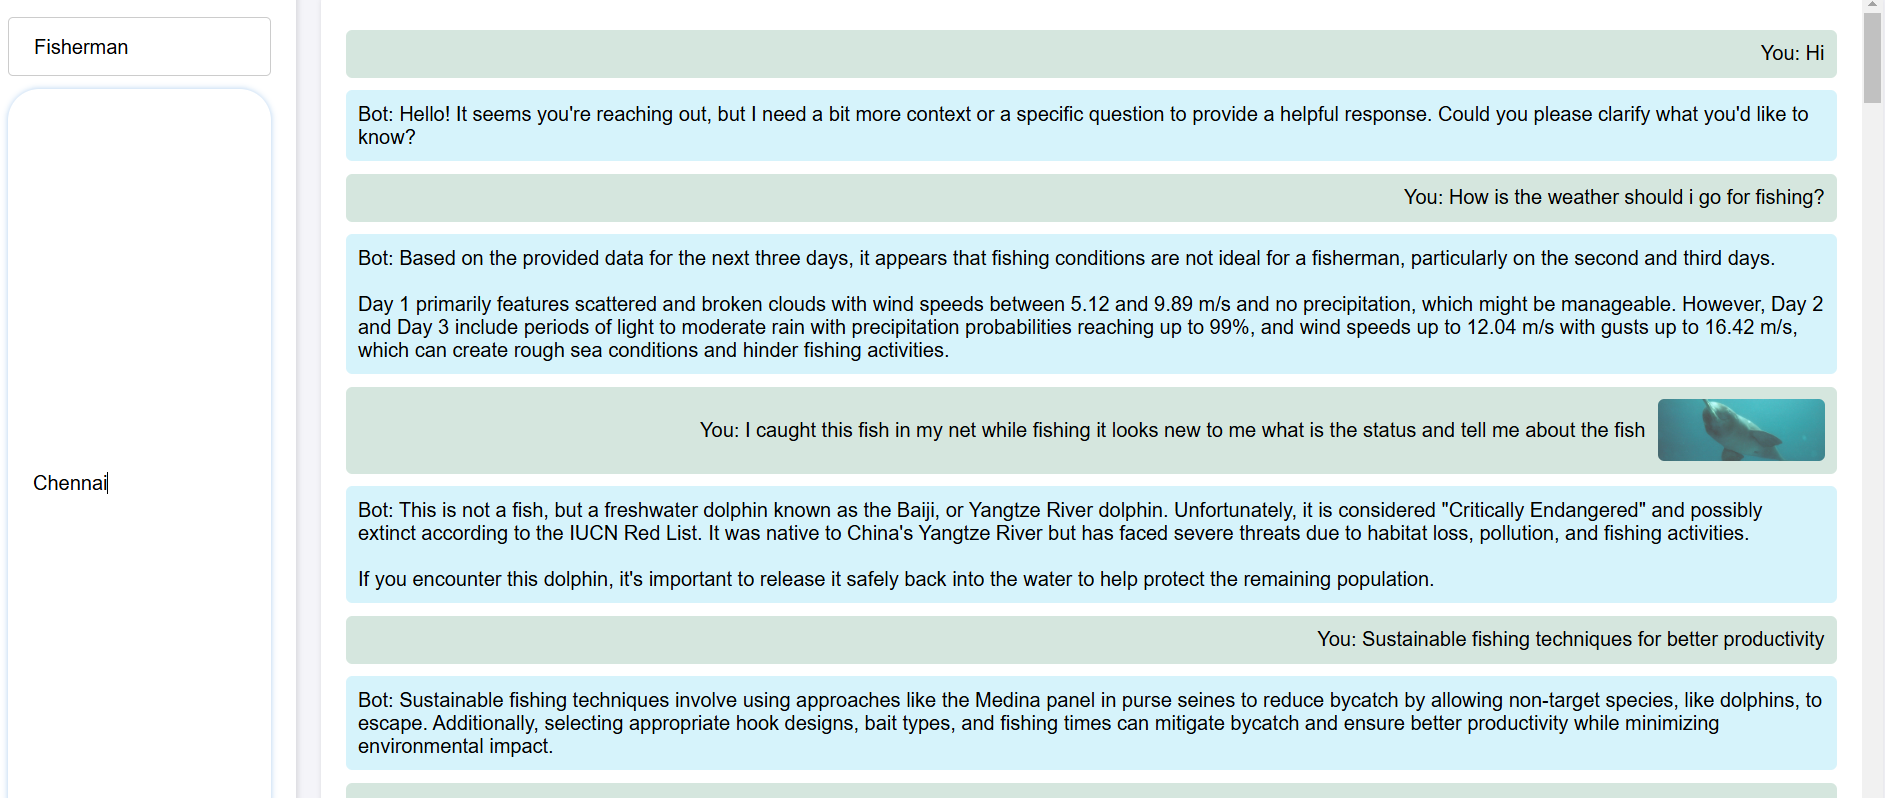 Fisherman
Chennai
You: Hi
Bot: Hello! It seems you're reaching out, but I need a bit more context or a specific question to provide a helpful response. Could you please clarify what you'd like to
know?
You: How is the weather should i go for fishing?
Bot: Based on the provided data for the next three days, it appears that fishing conditions are not ideal for a fisherman, particularly on the second and third days.
Day 1 primarily features scattered and broken clouds with wind speeds between 5.12 and 9.89 m/s and no precipitation, which might be manageable. However, Day 2
and Day 3 include periods of light to moderate rain with precipitation probabilities reaching up to 99%, and wind speeds up to 12.04 m/s with gusts up to 16.42 m/s,
which can create rough sea conditions and hinder fishing activities.
You: I caught this fish in my net while fishing it looks new to me what is the status and tell me about the fish
Bot: This is not a fish, but a freshwater dolphin known as the Baiji, or Yangtze River dolphin. Unfortunately, it is considered "Critically Endangered" and possibly
extinct according to the IUCN Red List. It was native to China's Yangtze River but has faced severe threats due to habitat loss, pollution, and fishing activities.
If you encounter this dolphin, it's important to release it safely back into the water to help protect the remaining population.
You: Sustainable fishing techniques for better productivity
Bot: Sustainable fishing techniques involve using approaches like the Medina panel in purse seines to reduce bycatch by allowing non-target species, like dolphins, to
escape. Additionally, selecting appropriate hook designs, bait types, and fishing times can mitigate bycatch and ensure better productivity while minimizing
environmental impact.